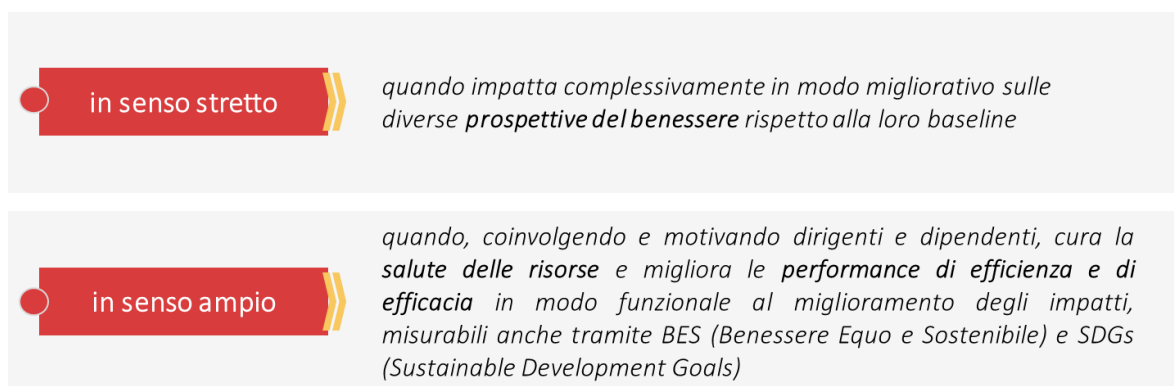 in senso stretto
quando impatta complessivamente in modo migliorativo sulle
diverse prospettive del benessere rispetto alla loro baseline
in senso ampio
quando, coinvolgendo e motivando dirigenti e dipendenti, cura la
salute delle risorse e migliora le performance di efficienza e di
efficacia in modo funzionale al miglioramento degli impatti,
misurabili anche tramite BES (Benessere Equo e Sostenibile) e SDGs
(Sustainable Development Goals)